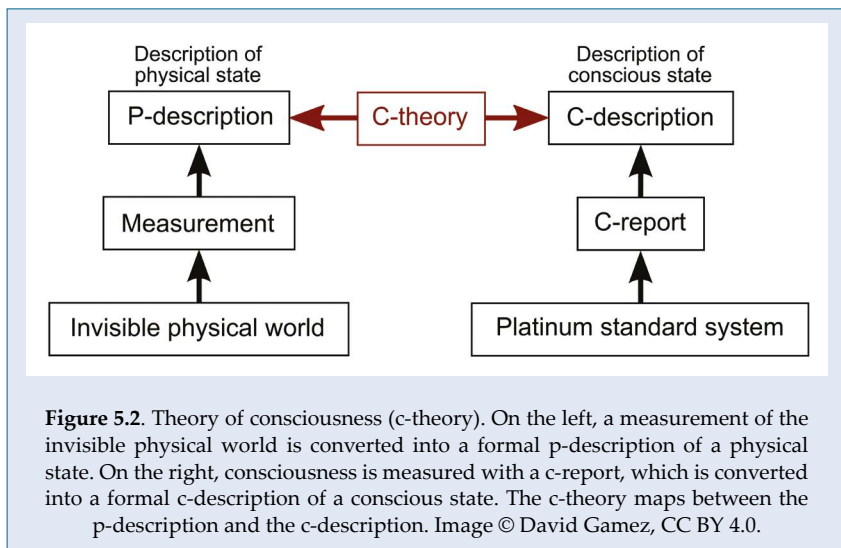 Description of
physical state
Description of
conscious state
P-description
C-theory
C-description
Measurement
C-report
Invisible physical world
Platinum standard system
Figure 5.2. Theory of consciousness (c-theory). On the left, a measurement of the
invisible physical world is converted into a formal p-description of a physical
state. On the right, consciousness is measured with a c-report, which is converted
into a formal c-description of a conscious state. The c-theory maps between the
p-description and the c-description. Image © David Gamez, CC BY 4.0.